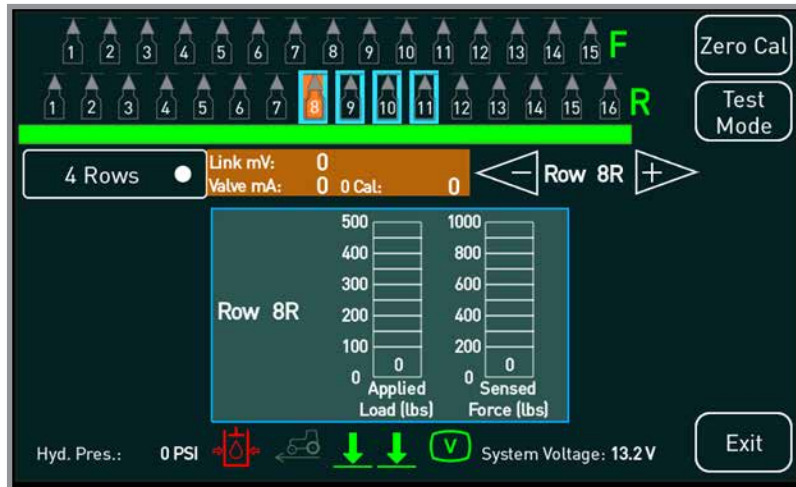 1 2 3 4 5 6 7 8 9 10 11 12 13 14 15 F
Zero Cal
1 2 3 4 5 6 7 8 9 10 11 12 13 14 15 16 R
Test
Mode
4 Rows
Link mV: 0
Valve mA: 0 0 Cal: 0
− Row 8R +
500 1000
400 800
300 600
Row 8R
200 400
100 200
0 0 0 0
Applied Sensed
Load (lbs) Force (lbs)
Hyd. Pres.: 0 PSI
V
System Voltage: 13.2 V
Exit